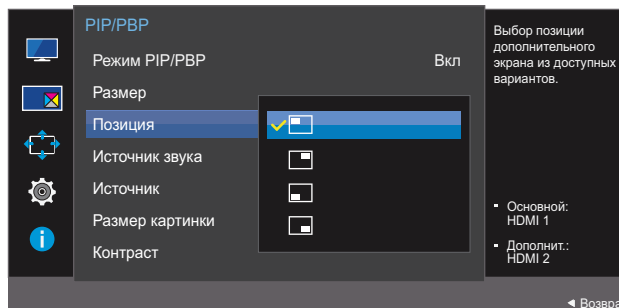 PIP/PBP
Режим PIP/PBP Вкл
Размер
Позиция
Источник звука
Источник
Размер картинки
Контраст
Выбор позиции
дополнительного
экрана из доступных
вариантов.
Основной:
HDMI 1
Дополнит.:
HDMI 2